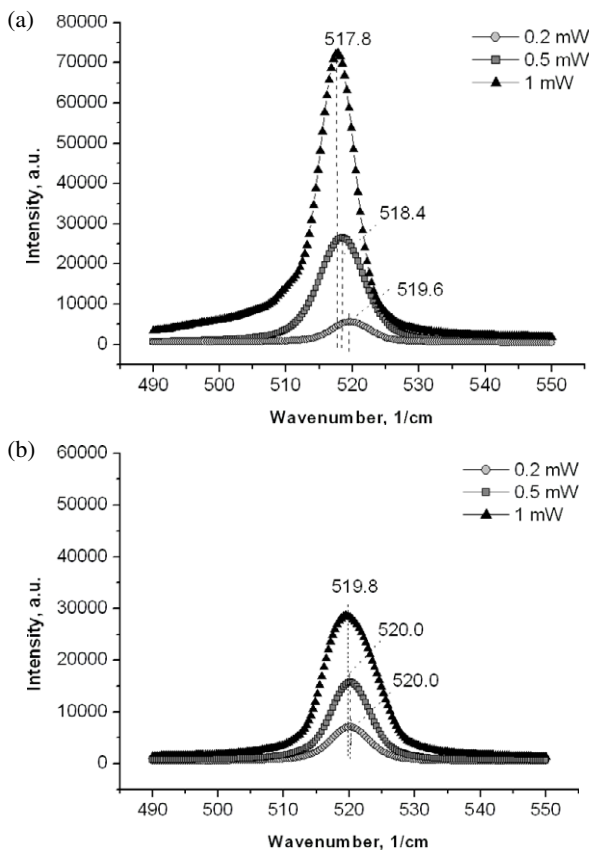 (a)
80000
70000
60000
50000
40000
30000
20000
10000
0
Intensity, a.u.
517.8
518.4
519.6
0.2 mW
0.5 mW
1 mW
490 500 510 520 530 540 550
Wavenumber, 1/cm
(b)
60000
50000
40000
30000
20000
10000
0
Intensity, a.u.
519.8
520.0
520.0
0.2 mW
0.5 mW
1 mW
490 500 510 520 530 540 550
Wavenumber, 1/cm